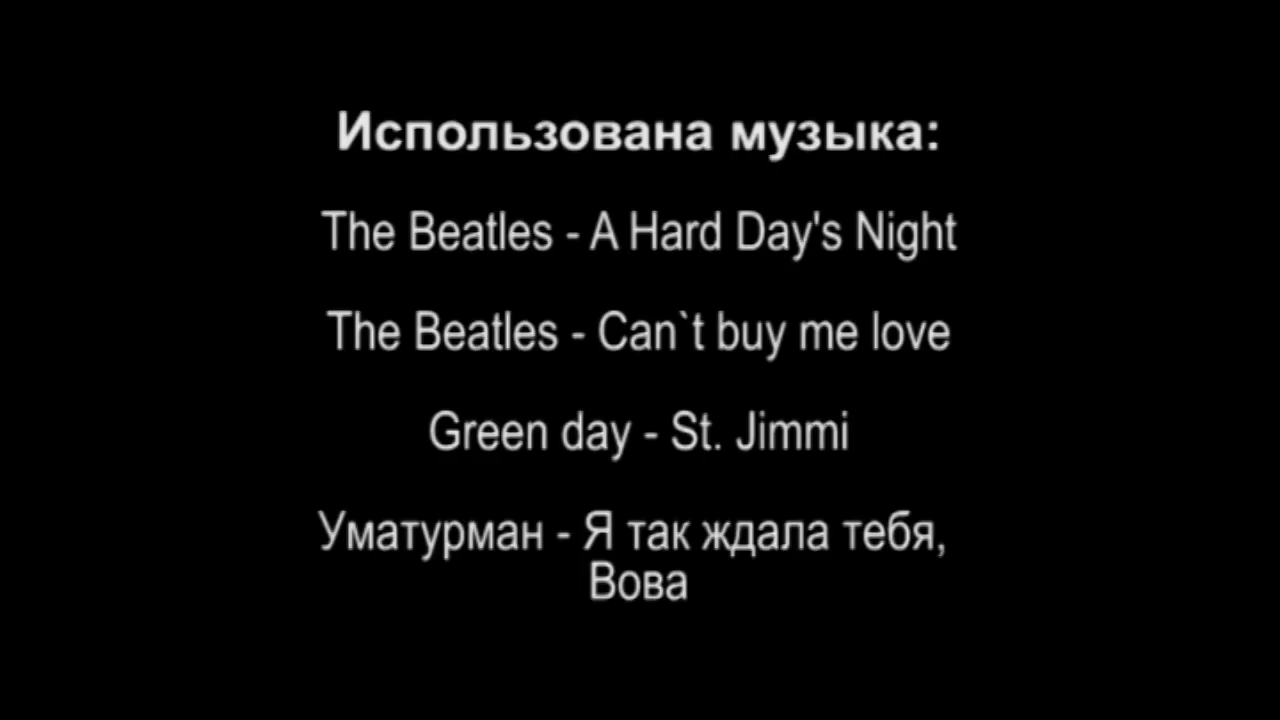 Использована музыка:
The Beatles - A Hard Day's Night
The Beatles - Can`t buy me love
Green day - St. Jimmi
Уматурман - Я так ждала тебя,
Вова